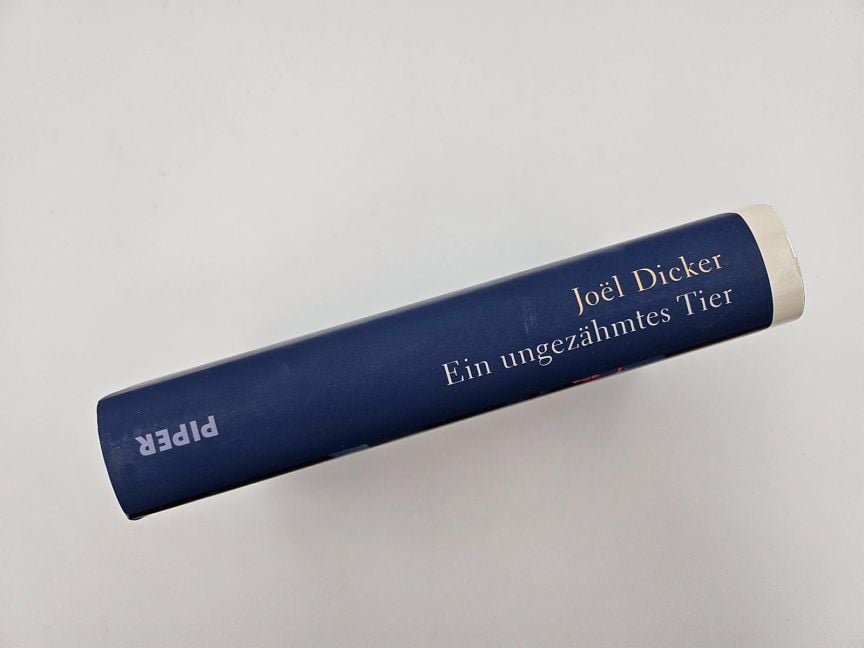 Joël Dicker
Ein ungezähmtes Tier
PIPER